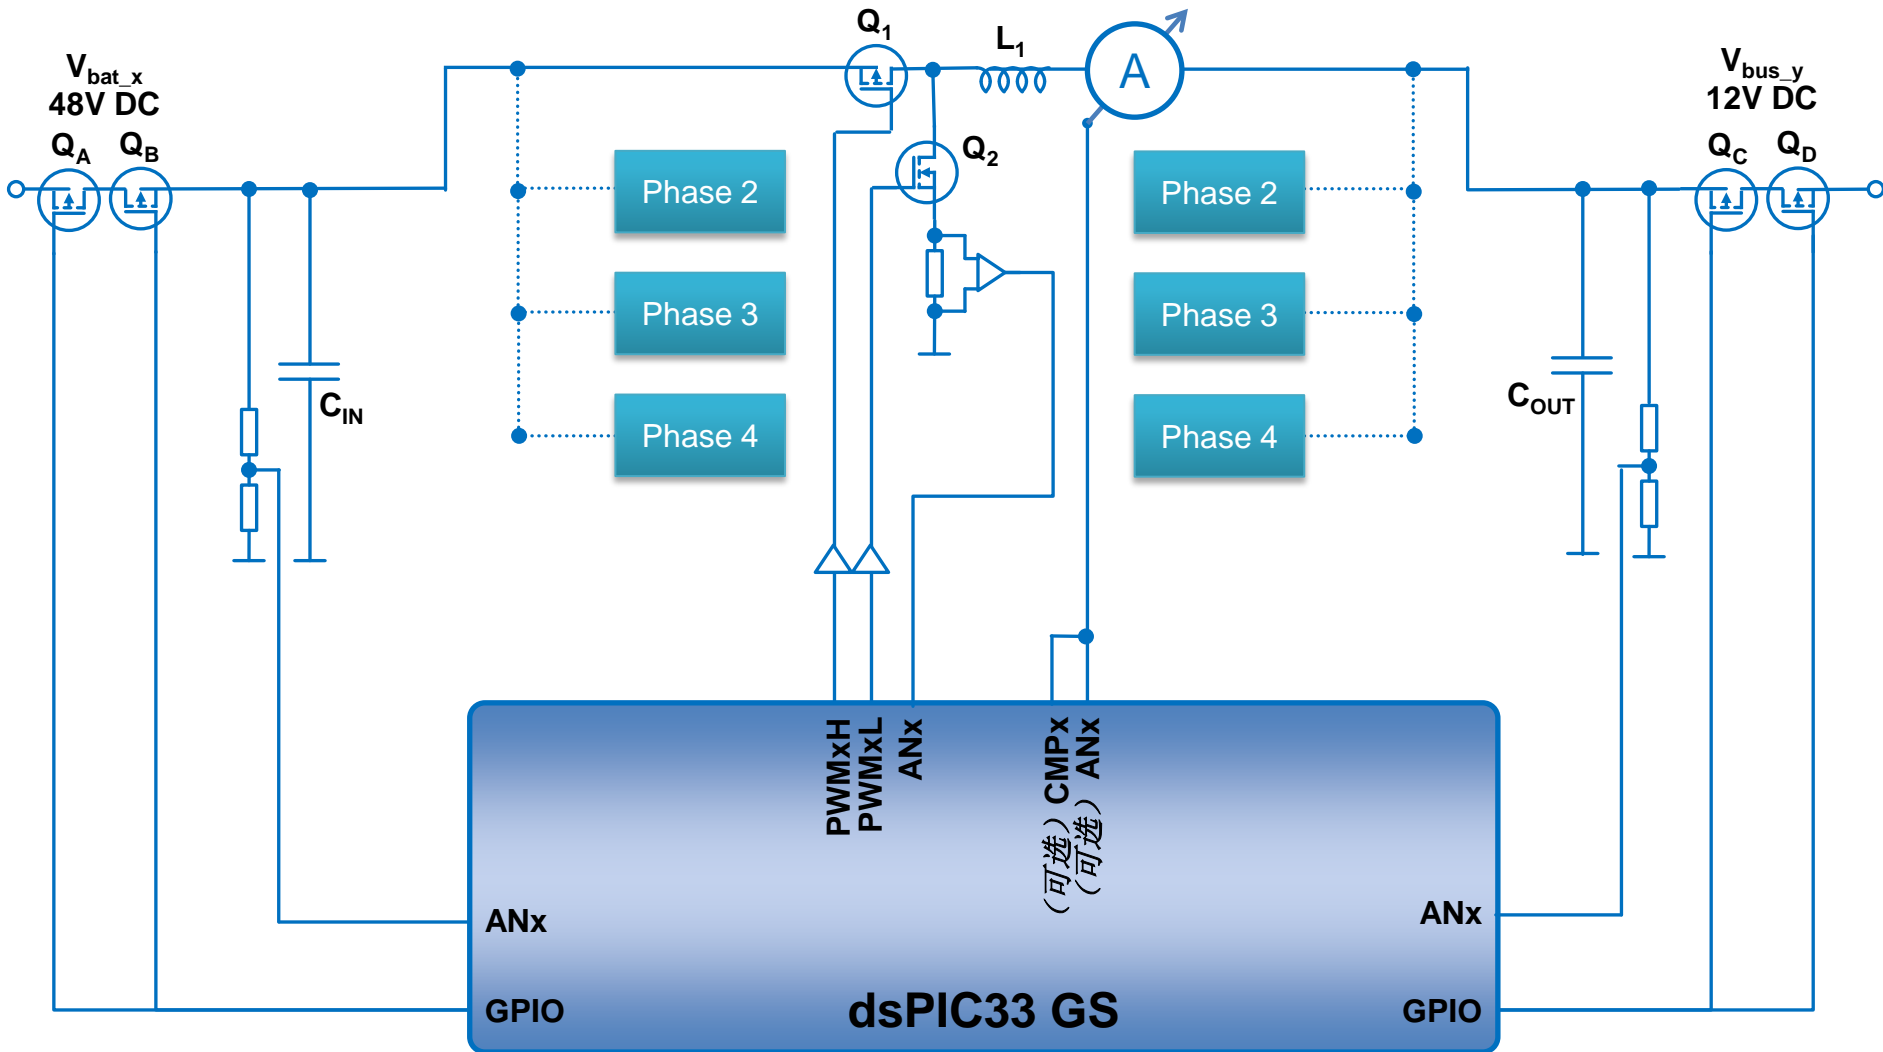 Q1
L1
A
Vbat_x
48V DC
QA
QB
Vbus_y
12V DC
QC
QD
Q2
Phase 2
Phase 2
Phase 3
Phase 3
CIN
COUT
Phase 4
Phase 4
PWMxH
PWMxL
ANx
（可选）CMPx
（可选）ANx
ANx
ANx
GPIO
dsPIC33 GS
GPIO